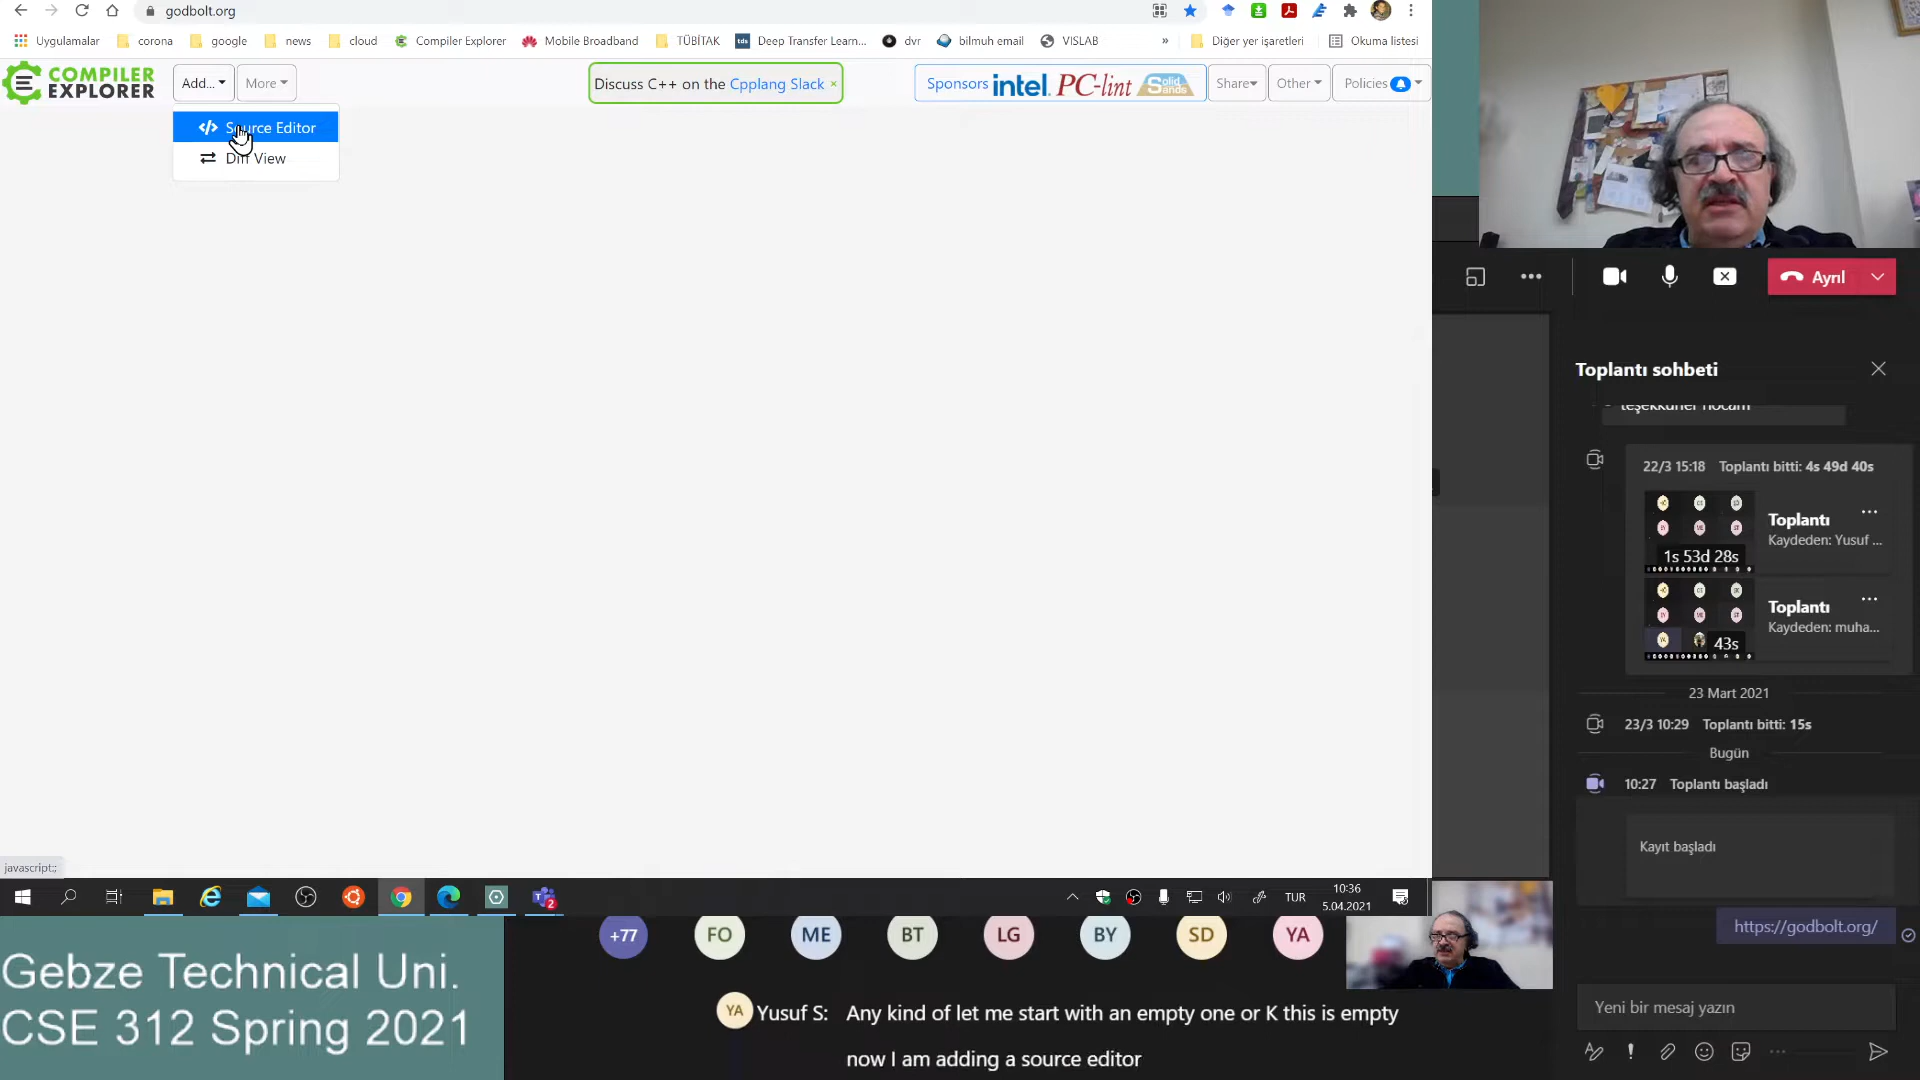 godbolt.org
Uygulamalar corona google news cloud Compiler Explorer Mobile Broadband TÜBİTAK tds Deep Transfer Learn... dvr bilmuh email VISLAB » Diğer yer işaretleri Okuma listesi
COMPILER EXPLORER
Add... More
Discuss C++ on the Cpplang Slack ×
Sponsors intel. PC-lint Solid Sands Share Other Policies
</> Source Editor
Diff View
Ayrıl
Toplantı sohbeti
teşekkürler hocam
22/3 15:18 Toplantı bitti: 4s 49d 40s
Toplantı
Kaydeden: Yusuf ...
1s 53d 28s
Toplantı
Kaydeden: muha...
43s
23 Mart 2021
23/3 10:29 Toplantı bitti: 15s
Bugün
10:27 Toplantı başladı
Kayıt başladı
https://godbolt.org/
Yeni bir mesaj yazın
javascript:;
2
TUR
10:36
5.04.2021
+77 FO ME BT LG BY SD YA
Gebze Technical Uni.
CSE 312 Spring 2021
YA Yusuf S: Any kind of let me start with an empty one or K this is empty
now I am adding a source editor